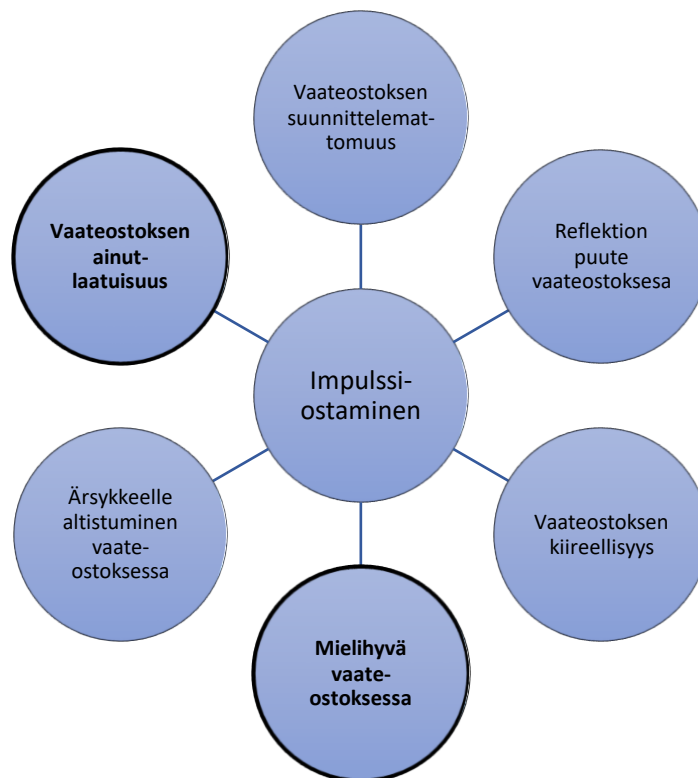 Vaateostoksen
suunnittelemat-
tomuus
Vaateostoksen
ainut-
laatuisuus
Reflektion
puute
vaateostoksesa
Impulssi-
ostaminen
Ärsykkeelle
altistuminen
vaate-
ostoksessa
Vaateostoksen
kiireellisyys
Mielihyvä
vaate-
ostoksessa